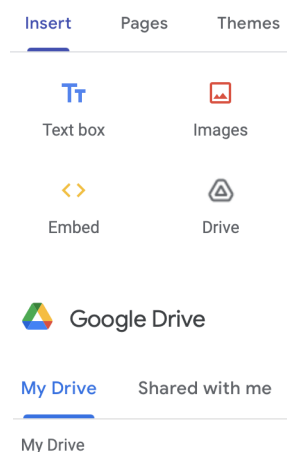 Insert Pages Themes
Text box Images
Embed Drive
Google Drive
My Drive Shared with me
My Drive